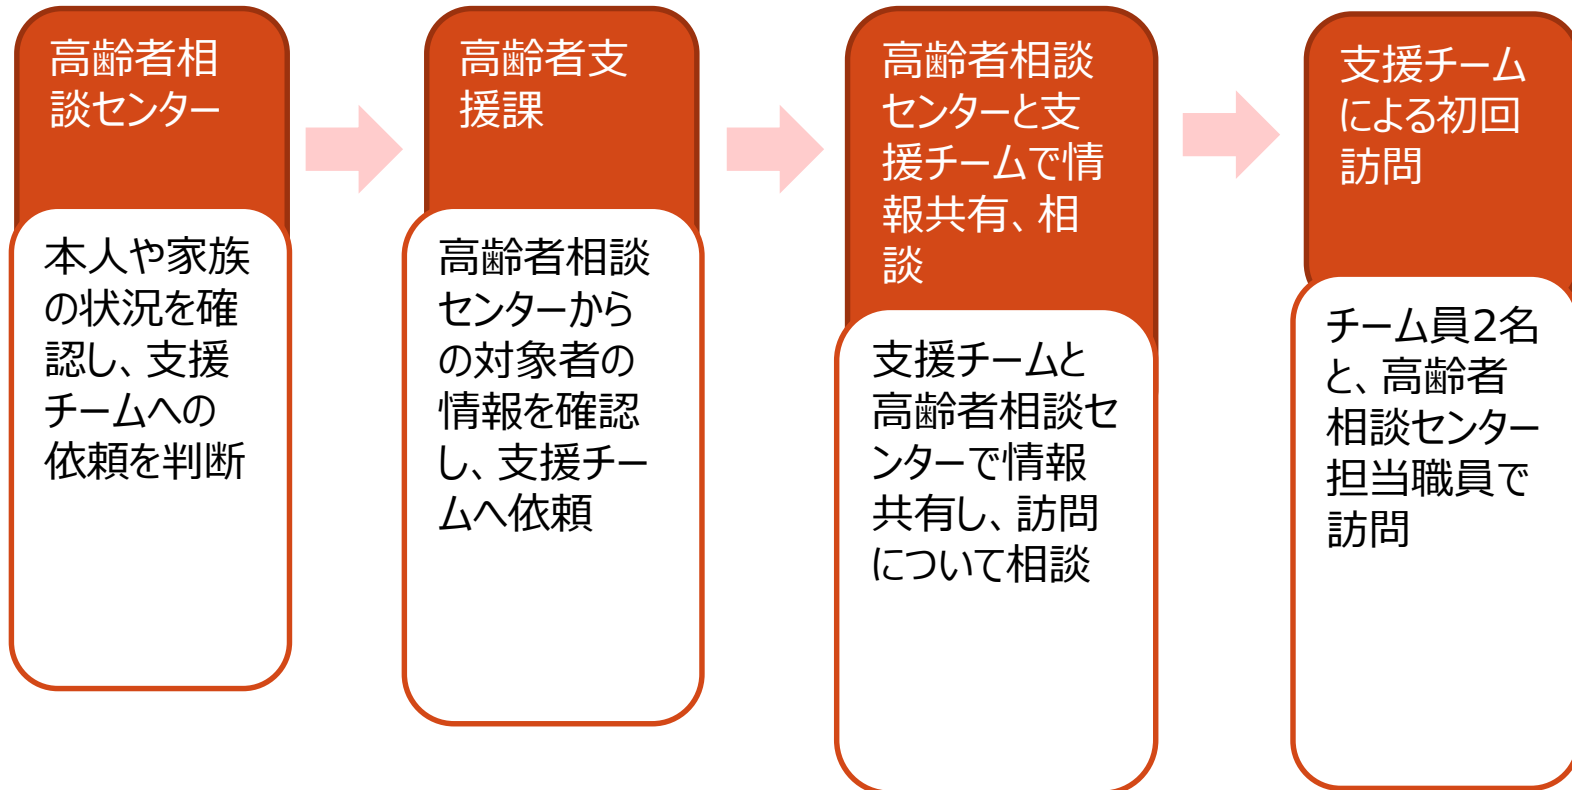 高齢者相
談センター
本人や家族
の状況を確
認し、支援
チームへの
依頼を判断
高齢者支
援課
高齢者相談
センターから
の対象者の
情報を確認
し、支援チー
ムへ依頼
高齢者相談
センターと支
援チームで情
報共有、相
談
支援チームと
高齢者相談セ
ンターで情報
共有し、訪問
について相談
支援チーム
による初回
訪問
チーム員2名
と、高齢者
相談センター
担当職員で
訪問